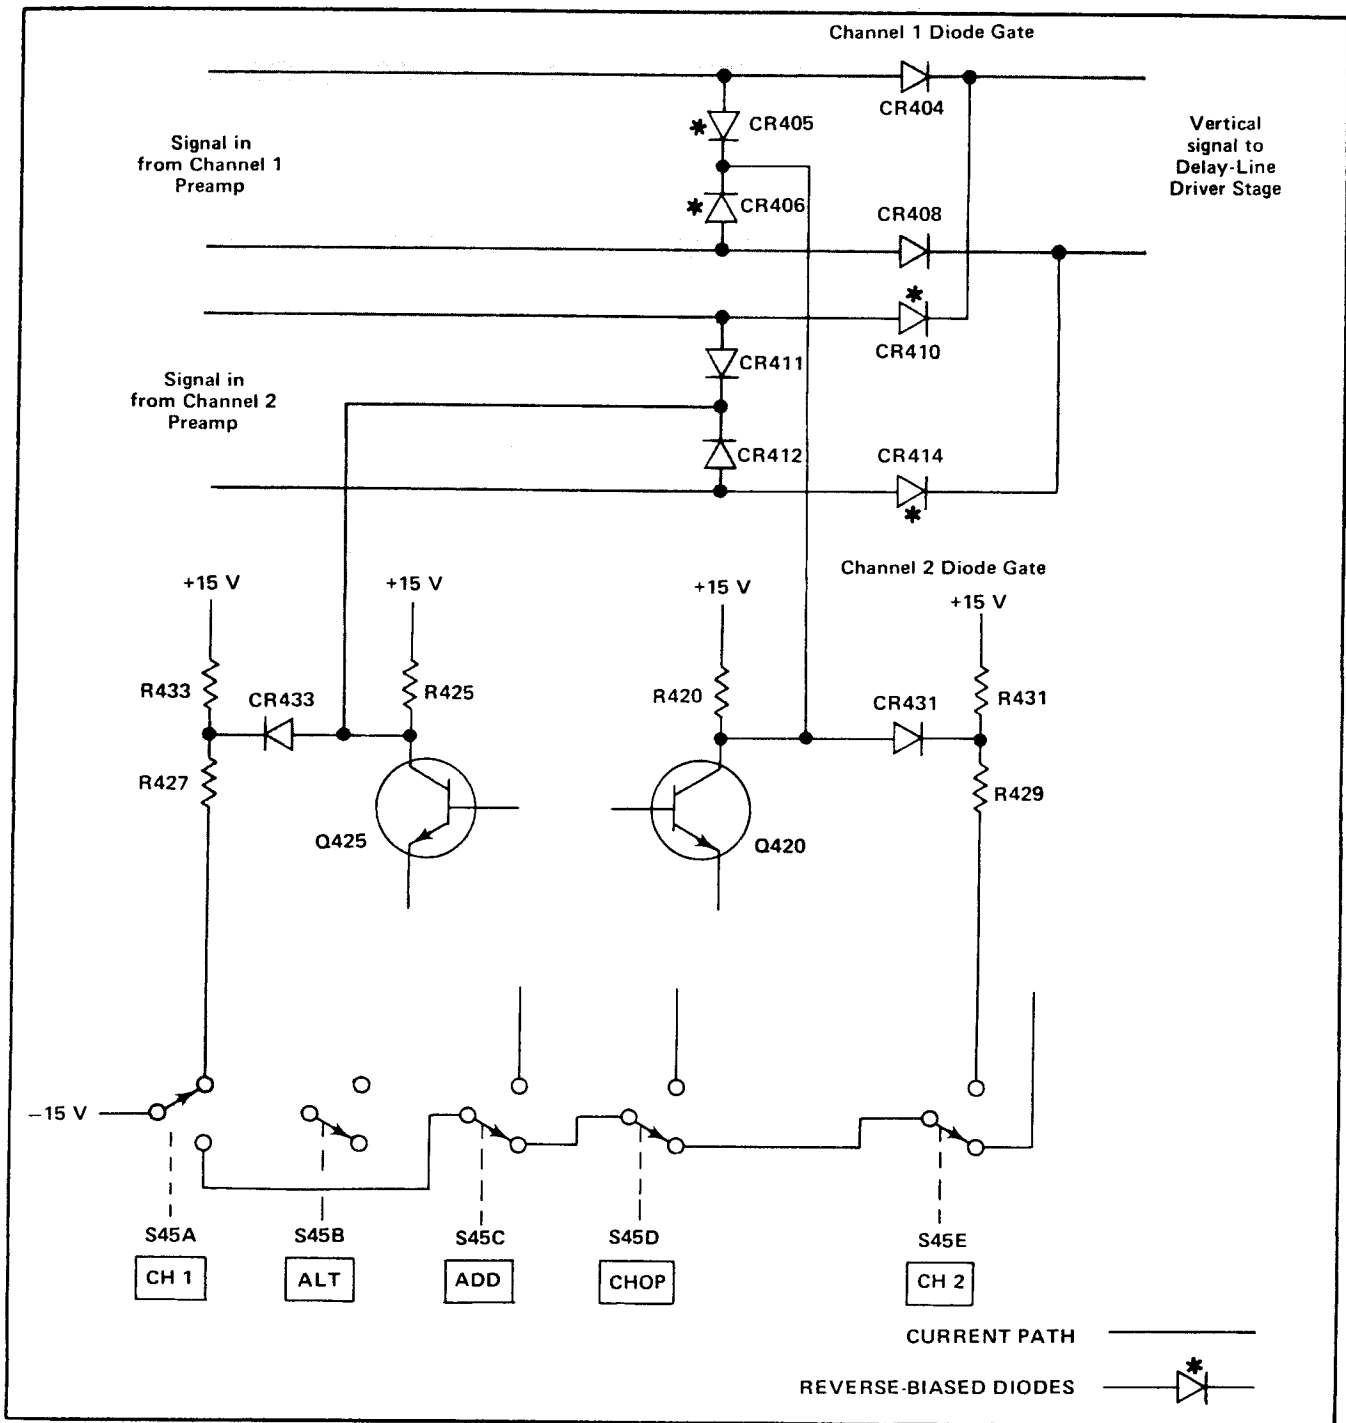 Channel 1 Diode Gate
CR404
CR405
Signal in
from Channel 1
Preamp
Vertical
signal to
Delay-Line
Driver Stage
CR406
CR408
CR410
CR411
Signal in
from Channel 2
Preamp
CR412
CR414
Channel 2 Diode Gate
+15 V
+15 V
+15 V
+15 V
R433
CR433
R425
R420
CR431
R431
R427
R429
Q425
Q420
−15 V
S45A
S45B
S45C
S45D
S45E
CH 1
ALT
ADD
CHOP
CH 2
CURRENT PATH
REVERSE-BIASED DIODES